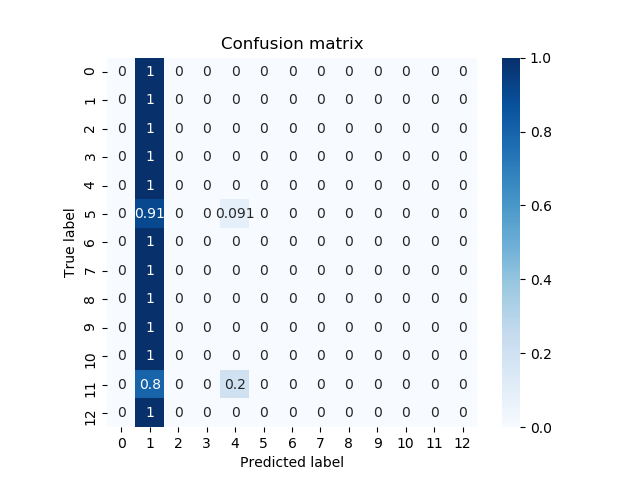 Confusion matrix
0 0 1 0 0 0 0 0 0 0 0 0 0 0
1 0 1 0 0 0 0 0 0 0 0 0 0 0
2 0 1 0 0 0 0 0 0 0 0 0 0 0
3 0 1 0 0 0 0 0 0 0 0 0 0 0
4 0 1 0 0 0 0 0 0 0 0 0 0 0
5 0 0.91 0 0 0.091 0 0 0 0 0 0 0 0
6 0 1 0 0 0 0 0 0 0 0 0 0 0
7 0 1 0 0 0 0 0 0 0 0 0 0 0
8 0 1 0 0 0 0 0 0 0 0 0 0 0
9 0 1 0 0 0 0 0 0 0 0 0 0 0
10 0 1 0 0 0 0 0 0 0 0 0 0 0
11 0 0.8 0 0 0.2 0 0 0 0 0 0 0 0
12 0 1 0 0 0 0 0 0 0 0 0 0 0
0 1 2 3 4 5 6 7 8 9 10 11 12
Predicted label
True label
1.0
0.8
0.6
0.4
0.2
0.0